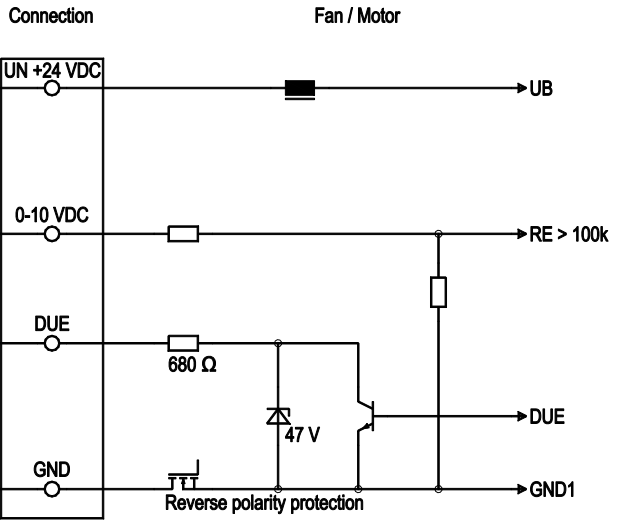 Connection
Fan / Motor
UN +24 VDC
UB
0-10 VDC
RE > 100k
DUE
680 Ω
47 V
DUE
GND
GND1
Reverse polarity protection